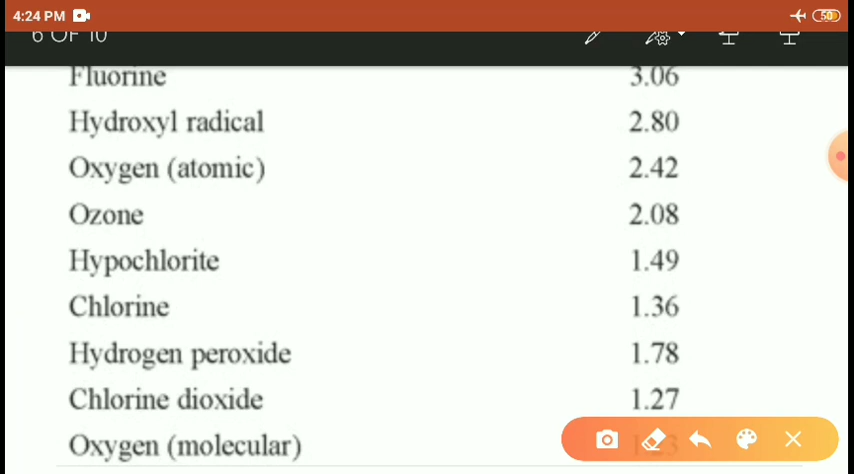 4:24 PM
50
6 OF 10
Fluorine 3.06
Hydroxyl radical 2.80
Oxygen (atomic) 2.42
Ozone 2.08
Hypochlorite 1.49
Chlorine 1.36
Hydrogen peroxide 1.78
Chlorine dioxide 1.27
Oxygen (molecular)